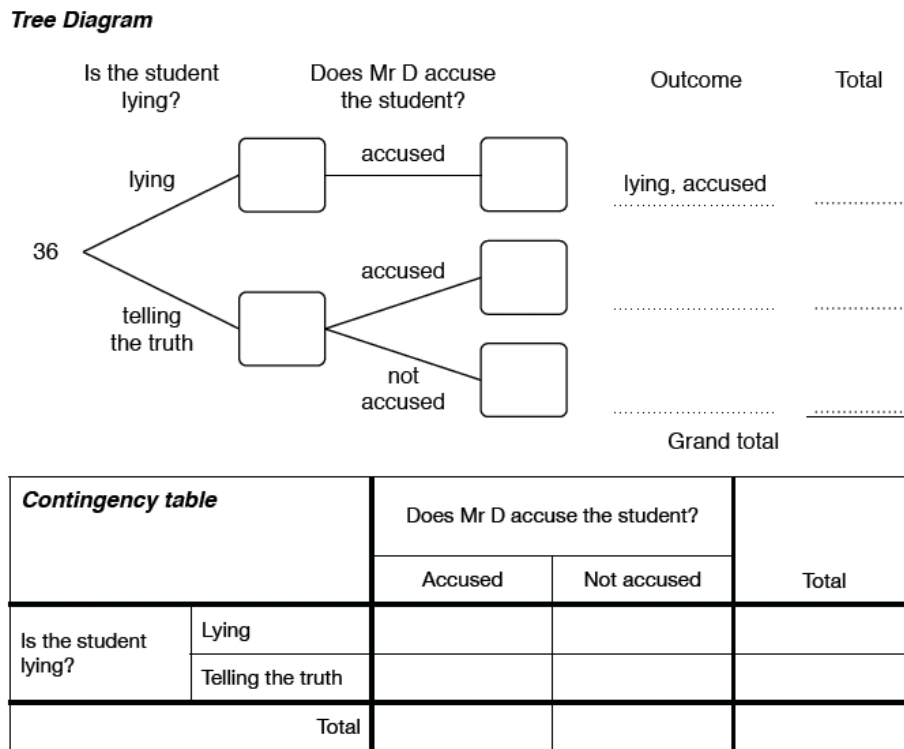 Tree Diagram
Is the student
lying?
Does Mr D accuse
the student?
Outcome
Total
lying
accused
lying, accused
36
accused
telling
the truth
not
accused
Grand total
Contingency table
Does Mr D accuse the student?
Accused
Not accused
Total
Is the student
lying?
Lying
Telling the truth
Total